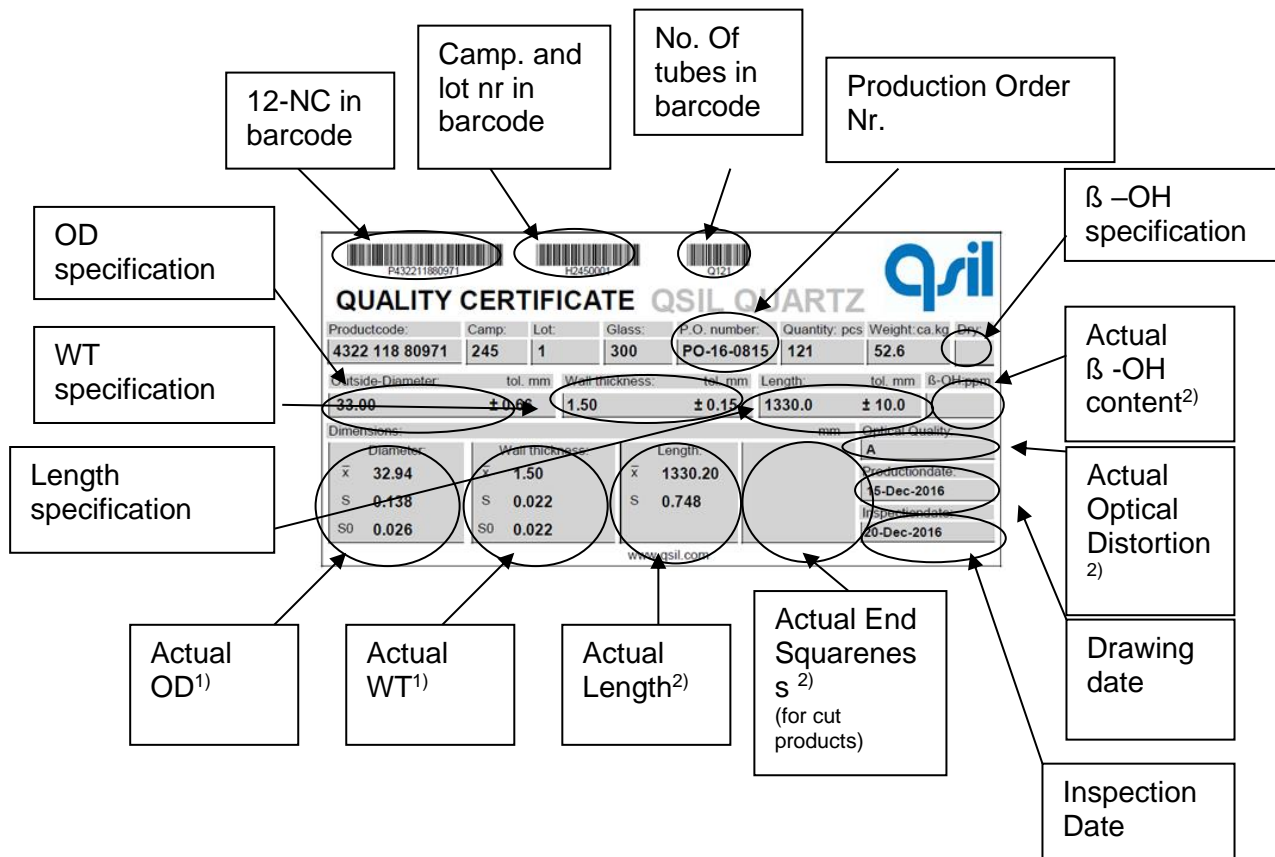 12-NC in
barcode
Camp. and
lot nr in
barcode
No. Of
tubes in
barcode
Production Order
Nr.
ß –OH
specification
OD
specification
WT
specification
Length
specification
P432211880971
H2450001
Q121
qsil
QUALITY CERTIFICATE QSIL QUARTZ
Productcode: Camp: Lot: Glass: P.O. number: Quantity: pcs Weight:ca.kg Dry:
4322 118 80971 245 1 300 PO-16-0815 121 52.6
Outside-Diameter: tol. mm Wall thickness: tol. mm Length: tol. mm ß-OH:ppm
33.00 ± 0.66 1.50 ± 0.15 1330.0 ± 10.0
Dimensions: mm Optical Quality:
Diameter: Wall thickness: Length: A
x̅ 32.94 x̅ 1.50 x̅ 1330.20 Productiondate:
S 0.138 S 0.022 S 0.748 15-Dec-2016
Inspectiondate:
S0 0.026 S0 0.022 20-Dec-2016
www.qsil.com
Actual
ß -OH
content2)
Actual
Optical
Distortion
2)
Drawing
date
Inspection
Date
Actual
OD1)
Actual
WT1)
Actual
Length2)
Actual End
Squarenes
s 2)
(for cut
products)